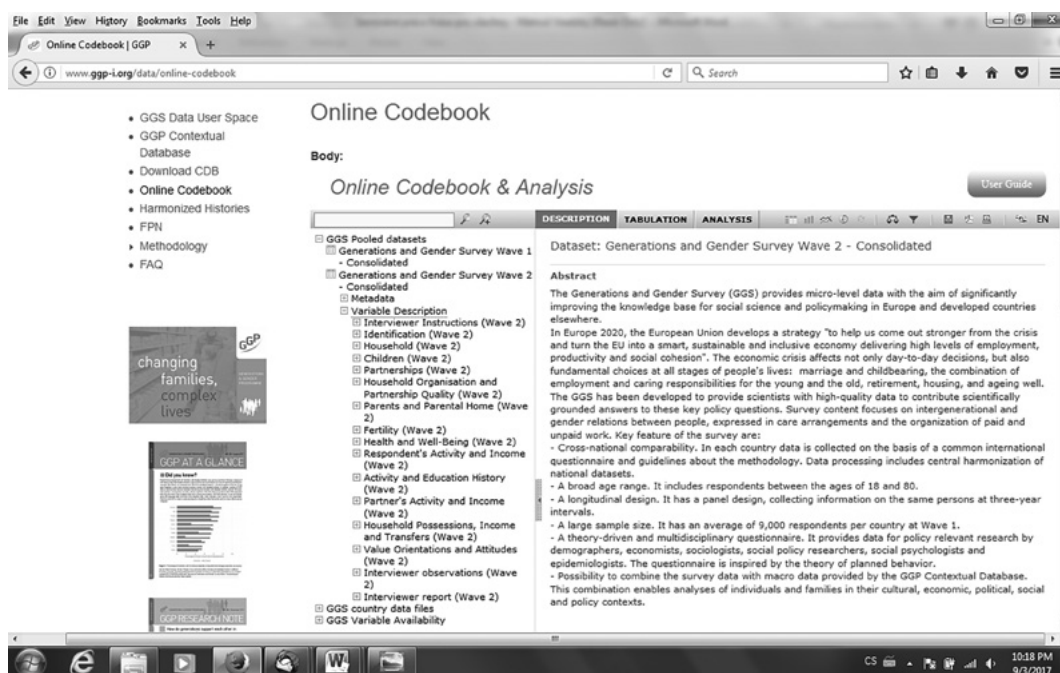 File Edit View History Bookmarks Tools Help
Online Codebook | GGP × +
www.ggp-i.org/data/online-codebook
Search
GGS Data User Space
GGP Contextual
Database
Download CDB
Online Codebook
Harmonized Histories
FPN
Methodology
FAQ
changing
families,
complex
lives
GGP
GGP AT A GLANCE
Did you know?
GGP RESEARCH NOTE
Online Codebook
Body:
Online Codebook & Analysis
User Guide
DESCRIPTION TABULATION ANALYSIS EN
GGS Pooled datasets
Generations and Gender Survey Wave 1
- Consolidated
Generations and Gender Survey Wave 2
- Consolidated
Metadata
Variable Description
Interviewer Instructions (Wave 2)
Identification (Wave 2)
Household (Wave 2)
Children (Wave 2)
Partnerships (Wave 2)
Household Organisation and
Partnership Quality (Wave 2)
Parents and Parental Home (Wave
2)
Fertility (Wave 2)
Health and Well-Being (Wave 2)
Respondent's Activity and Income
(Wave 2)
Activity and Education History
(Wave 2)
Partner's Activity and Income
(Wave 2)
Household Possessions, Income
and Transfers (Wave 2)
Value Orientations and Attitudes
(Wave 2)
Interviewer observations (Wave
2)
Interviewer report (Wave 2)
GGS country data files
GGS Variable Availability
Dataset: Generations and Gender Survey Wave 2 - Consolidated
Abstract
The Generations and Gender Survey (GGS) provides micro-level data with the aim of significantly
improving the knowledge base for social science and policymaking in Europe and developed countries
elsewhere.
In Europe 2020, the European Union develops a strategy "to help us come out stronger from the crisis
and turn the EU into a smart, sustainable and inclusive economy delivering high levels of employment,
productivity and social cohesion". The economic crisis affects not only day-to-day decisions, but also
fundamental choices at all stages of people's lives: marriage and childbearing, the combination of
employment and caring responsibilities for the young and the old, retirement, housing, and ageing well.
The GGS has been developed to provide scientists with high-quality data to contribute scientifically
grounded answers to these key policy questions. Survey content focuses on intergenerational and
gender relations between people, expressed in care arrangements and the organization of paid and
unpaid work. Key feature of the survey are:
- Cross-national comparability. In each country data is collected on the basis of a common international
questionnaire and guidelines about the methodology. Data processing includes central harmonization of
national datasets.
- A broad age range. It includes respondents between the ages of 18 and 80.
- A longitudinal design. It has a panel design, collecting information on the same persons at three-year
intervals.
- A large sample size. It has an average of 9,000 respondents per country at Wave 1.
- A theory-driven and multidisciplinary questionnaire. It provides data for policy relevant research by
demographers, economists, sociologists, social policy researchers, social psychologists and
epidemiologists. The questionnaire is inspired by the theory of planned behavior.
- Possibility to combine the survey data with macro data provided by the GGP Contextual Database.
This combination enables analyses of individuals and families in their cultural, economic, political, social
and policy contexts.
CS
10:18 PM
9/3/2017